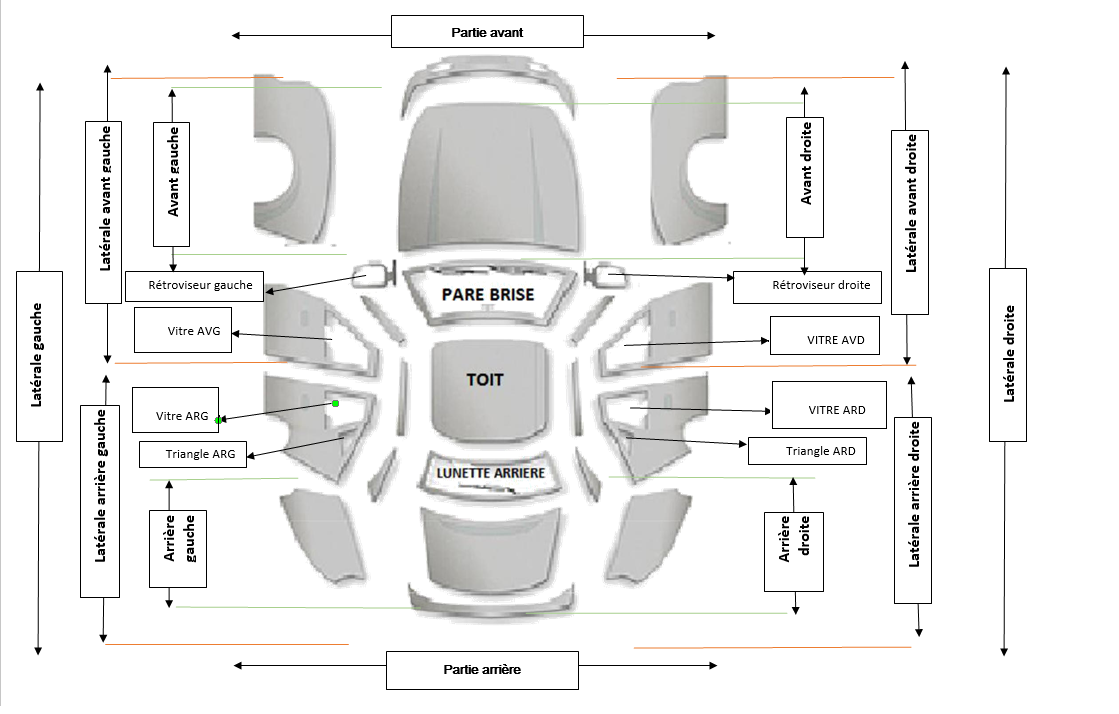 Partie avant
Latérale gauche
Latérale avant gauche
Avant gauche
Avant droite
Latérale avant droite
Latérale droite
Rétroviseur gauche
Rétroviseur droite
PARE BRISE
Vitre AVG
VITRE AVD
TOIT
Vitre ARG
VITRE ARD
Triangle ARG
Triangle ARD
LUNETTE ARRIERE
Latérale arrière gauche
Arrière
gauche
Arrière
droite
Latérale arrière droite
Partie arrière